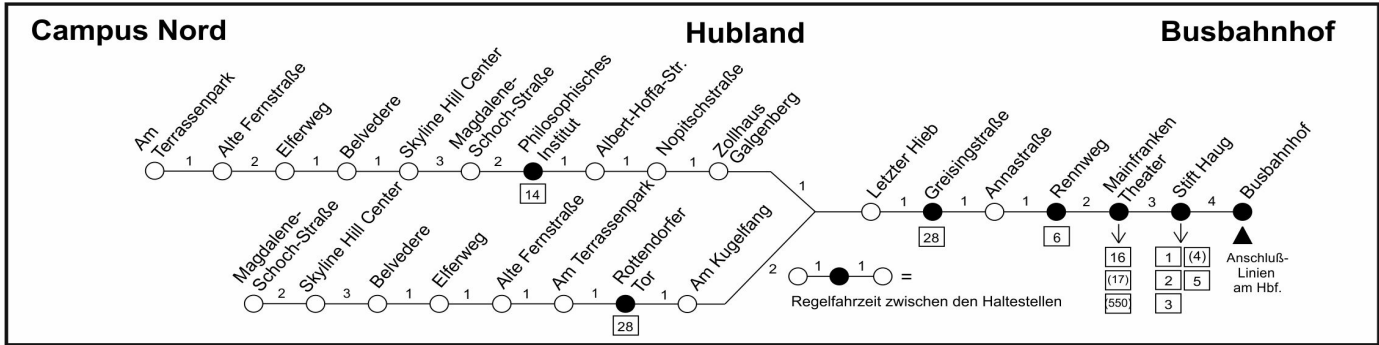 Campus Nord
Hubland
Busbahnhof
Am
Terrassenpark
Alte Fernstraße
Elferweg
Belvedere
Skyline Hill Center
Magdalene-
Schoch-Straße
Philosophisches
Institut
Albert-Hoffa-Str.
Nopitschstraße
Zollhaus
Galgenberg
1 2 1 1 3 2 1 1 1 1
14
Letzter Hieb
Greisingstraße
Annastraße
Rennweg
Mainfranken
Theater
Stift Haug
Busbahnhof
1 1 1 2 3 4
28
6
16
(17)
(550)
1 (4)
2 5
3
Anschluß-
Linien
am Hbf.
Magdalene-
Schoch-Straße
Skyline Hill Center
Belvedere
Elferweg
Alte Fernstraße
Am Terrassenpark
Rottendorfer
Tor
Am Kugelfang
2 3 1 1 1 1 1 2
28
1 1 =
Regelfahrzeit zwischen den Haltestellen